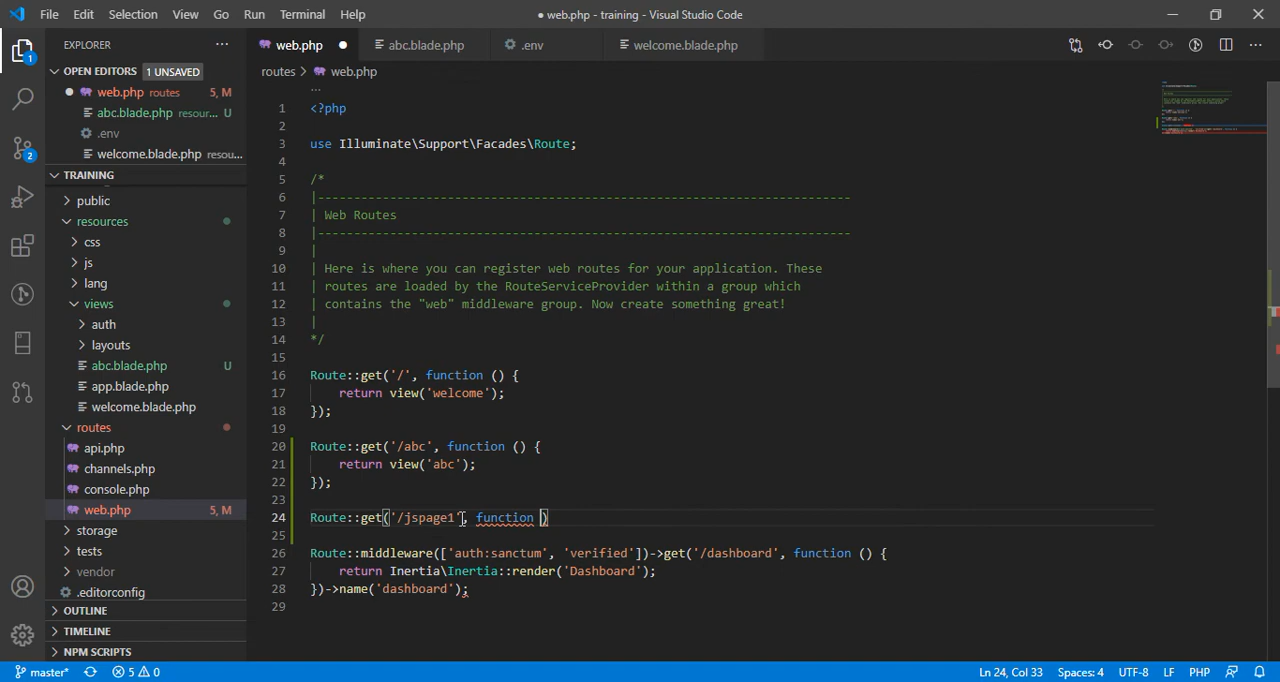 File Edit Selection View Go Run Terminal Help
● web.php - training - Visual Studio Code
EXPLORER ...
web.php ●
abc.blade.php
.env
welcome.blade.php
OPEN EDITORS 1 UNSAVED
routes > web.php
● web.php routes 5, M
abc.blade.php resour... U
.env
welcome.blade.php resou...
TRAINING
public
resources
css
js
lang
views
auth
layouts
abc.blade.php U
app.blade.php
welcome.blade.php
routes
api.php
channels.php
console.php
web.php 5, M
storage
tests
vendor
.editorconfig
OUTLINE
TIMELINE
NPM SCRIPTS
1
2
...
1 <?php
2
3 use Illuminate\Support\Facades\Route;
4
5 /*
6 |--------------------------------------------------------------------------
7 | Web Routes
8 |--------------------------------------------------------------------------
9 |
10 | Here is where you can register web routes for your application. These
11 | routes are loaded by the RouteServiceProvider within a group which
12 | contains the "web" middleware group. Now create something great!
13 |
14 */
15
16 Route::get('/', function () {
17 return view('welcome');
18 });
19
20 Route::get('/abc', function () {
21 return view('abc');
22 });
23
24 Route::get('/jspage1', function )
25
26 Route::middleware(['auth:sanctum', 'verified'])->get('/dashboard', function () {
27 return Inertia\Inertia::render('Dashboard');
28 })->name('dashboard');
29
master* 5 0
Ln 24, Col 33 Spaces: 4 UTF-8 LF PHP